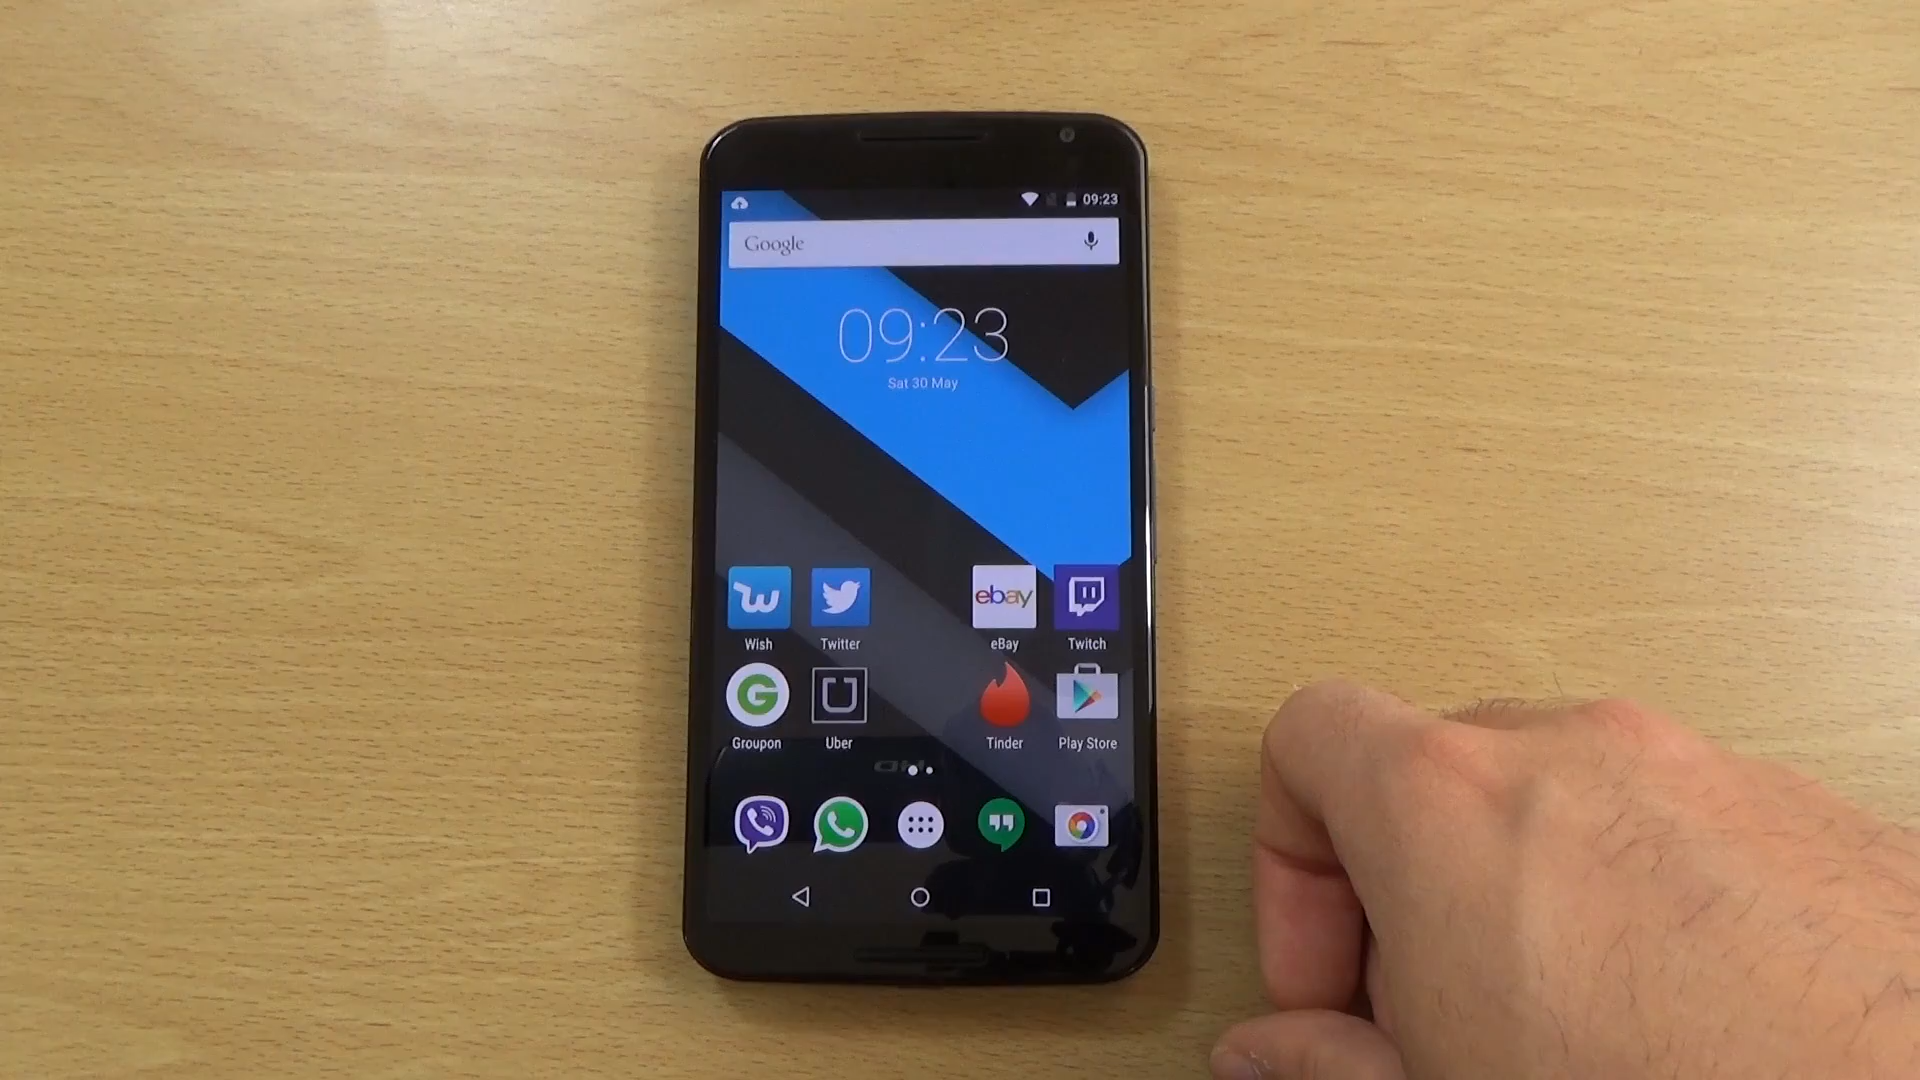 09:23
Google
09:23
Sat 30 May
ebay
Wish Twitter eBay Twitch
Groupon Uber Tinder Play Store